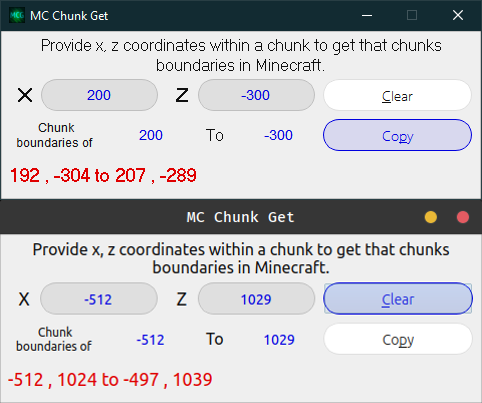 MC Chunk Get
Provide x, z coordinates within a chunk to get that chunks
boundaries in Minecraft.
X 200 Z -300 Clear
Chunk
boundaries of 200 To -300 Copy
192 , -304 to 207 , -289
MC Chunk Get
Provide x, z coordinates within a chunk to get that chunks
boundaries in Minecraft.
X -512 Z 1029 Clear
Chunk
boundaries of -512 To 1029 Copy
-512 , 1024 to -497 , 1039